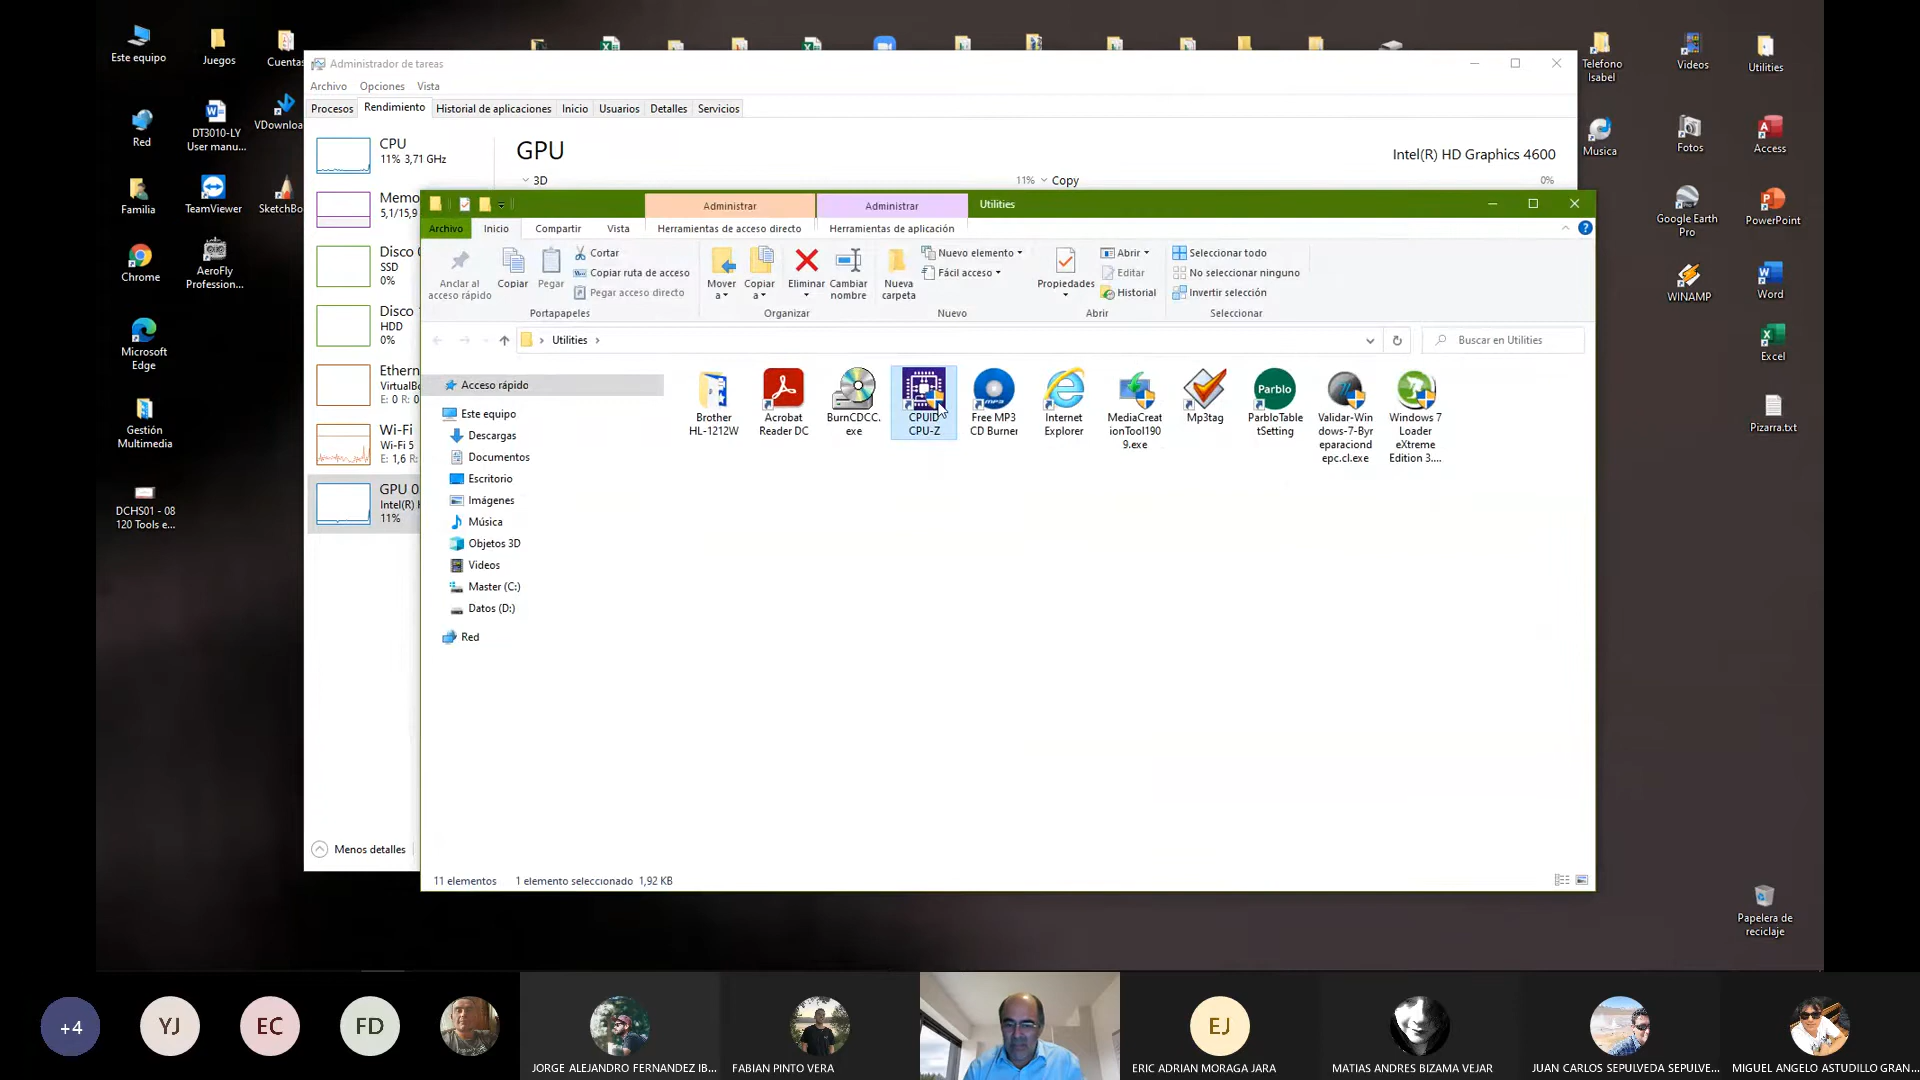 Este equipo
Juegos
Cuentas
Red
DT3010-LY
User manu...
VDownloa
Familia
TeamViewer
SketchBo
Chrome
AeroFly
Profession...
Microsoft
Edge
Gestión
Multimedia
DCHS01 - 08
120 Tools e...
Administrador de tareas
Archivo Opciones Vista
Procesos Rendimiento Historial de aplicaciones Inicio Usuarios Detalles Servicios
CPU
11% 3,71 GHz
Memo
5,1/15,9
Disco
SSD
0%
Disco
HDD
0%
Ethern
VirtualBo
E: 0 R:
Wi-Fi
Wi-Fi 5
E: 1,6 R:
GPU 0
Intel(R)
11%
GPU
Intel(R) HD Graphics 4600
3D
11%
Copy
0%
Menos detalles
Administrar
Administrar
Utilities
Archivo Inicio Compartir Vista Herramientas de acceso directo Herramientas de aplicación
Anclar al
acceso rápido
Copiar
Pegar
Cortar
Copiar ruta de acceso
Pegar acceso directo
Portapapeles
Mover
a
Copiar
a
Eliminar
Cambiar
nombre
Organizar
Nueva
carpeta
Nuevo elemento
Fácil acceso
Nuevo
Propiedades
Abrir
Editar
Historial
Abrir
Seleccionar todo
No seleccionar ninguno
Invertir selección
Seleccionar
Utilities
Buscar en Utilities
Acceso rápido
Este equipo
Descargas
Documentos
Escritorio
Imágenes
Música
Objetos 3D
Videos
Master (C:)
Datos (D:)
Red
Brother
HL-1212W
Acrobat
Reader DC
BurnCDCC.
exe
CPUID
CPU-Z
MP3
Free MP3
CD Burner
Internet
Explorer
MediaCreat
ionTool190
9.exe
Mp3tag
Parblo
ParbloTable
tSetting
Validar-Win
dows-7-Byr
eparaciond
epc.cl.exe
Windows 7
Loader
eXtreme
Edition 3....
11 elementos 1 elemento seleccionado 1,92 KB
Telefono
Isabel
Videos
Utilities
Musica
Fotos
Access
Google Earth
Pro
PowerPoint
WINAMP
Word
Excel
Pizarra.txt
Papelera de
reciclaje
+4
YJ
EC
FD
JORGE ALEJANDRO FERNANDEZ IB...
FABIAN PINTO VERA
EJ
ERIC ADRIAN MORAGA JARA
MATIAS ANDRES BIZAMA VEJAR
JUAN CARLOS SEPULVEDA SEPULVE...
MIGUEL ANGELO ASTUDILLO GRAN...